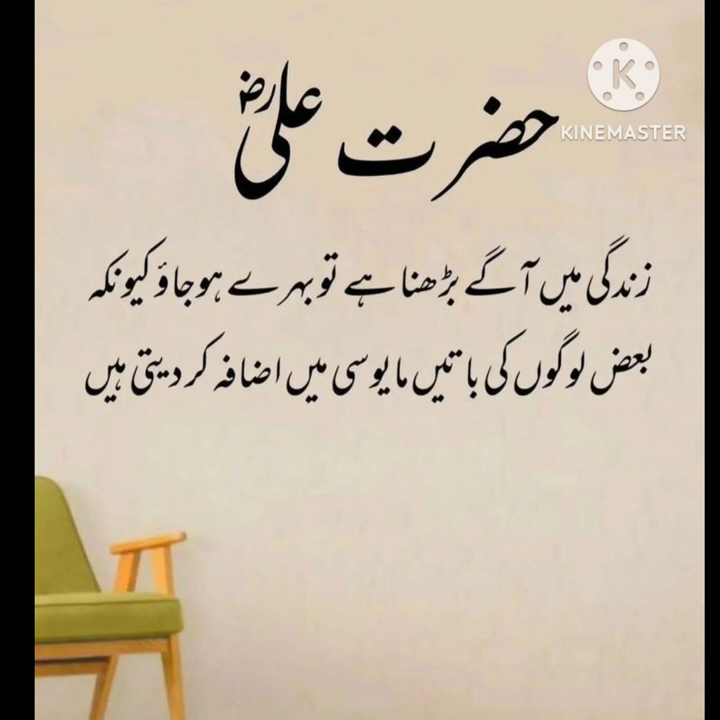 حضرت علی رض
K
KINEMASTER
زندگی میں آگے بڑھنا ہے تو بہرے ہو جاؤ کیونکہ
بعض لوگوں کی باتیں مایوسی میں اضافہ کر دیتی ہیں